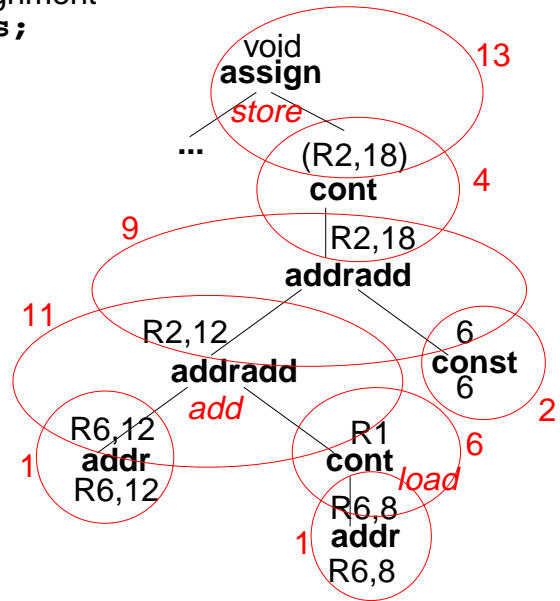 gnment
s;
void
13
assign
store
...
(R2,18)
4
cont
9
R2,18
addradd
11
R2,12
6
addradd
const
6
add
2
R6,12
R1
6
1
addr
cont
R6,12
load
R6,8
1
addr
R6,8